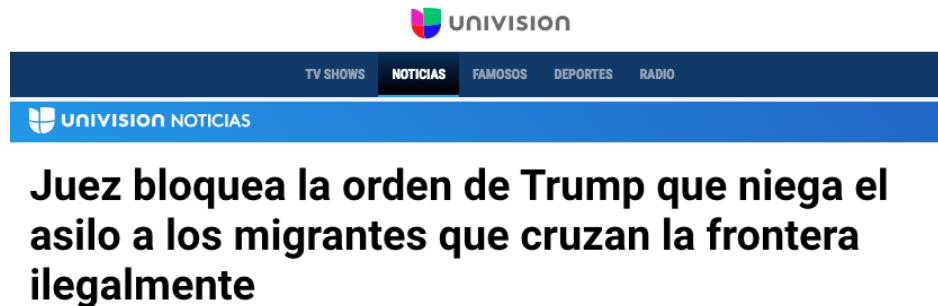 UNIVISION
TV SHOWS NOTICIAS FAMOSOS DEPORTES RADIO
UNIVISION NOTICIAS
Juez bloquea la orden de Trump que niega el
asilo a los migrantes que cruzan la frontera
ilegalmente